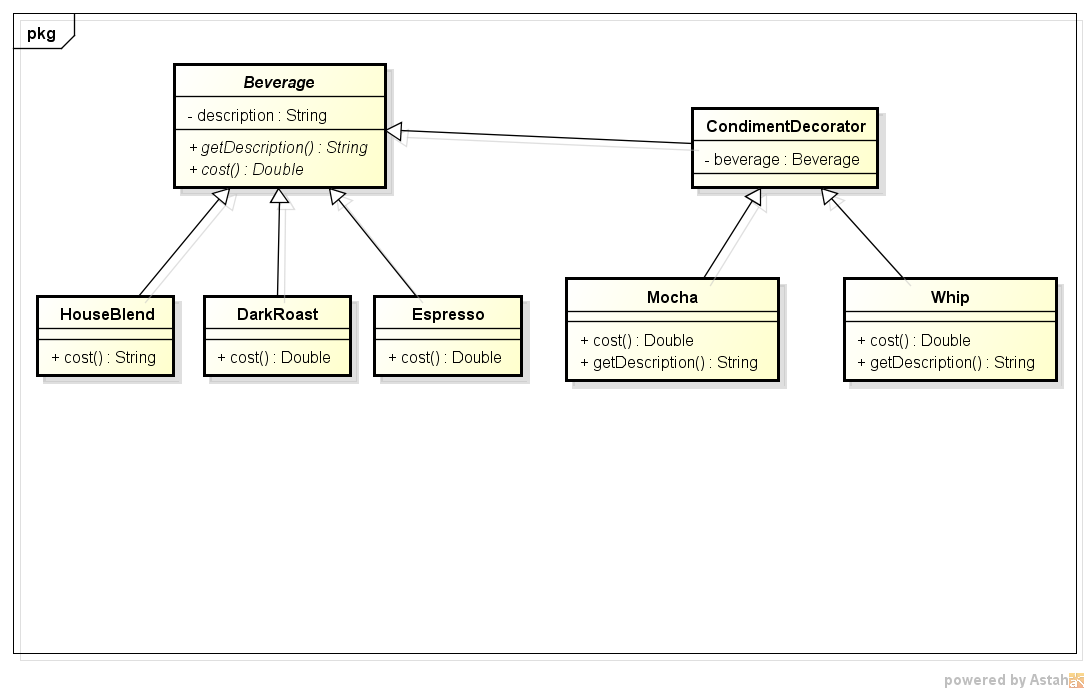 pkg
Beverage
- description : String
+ getDescription() : String
+ cost() : Double
CondimentDecorator
- beverage : Beverage
HouseBlend
+ cost() : String
DarkRoast
+ cost() : Double
Espresso
+ cost() : Double
Mocha
+ cost() : Double
+ getDescription() : String
Whip
+ cost() : Double
+ getDescription() : String
powered by Astah